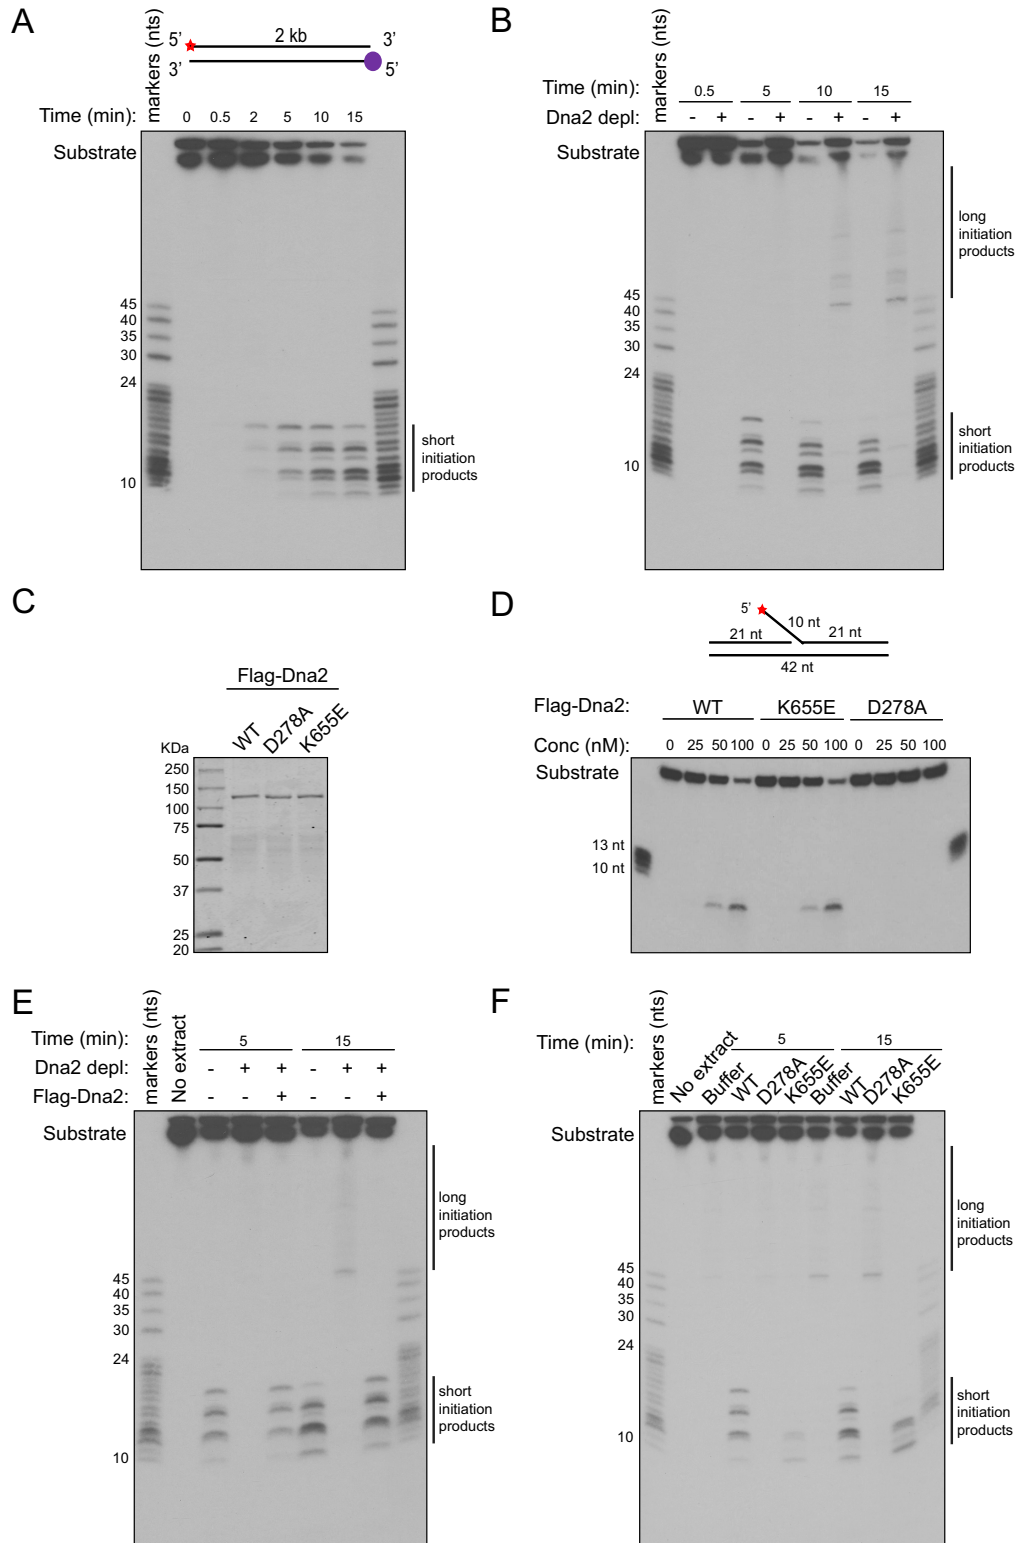 A
markers (nts)
5’ 2 kb 3’
3’ 5’
Time (min): 0 0.5 2 5 10 15
Substrate
45
40
35
30
24
10
short
initiation
products
B
markers (nts)
Time (min): 0.5 5 10 15
Dna2 depl: - + - + - + - +
Substrate
long
initiation
products
45
40
35
30
24
10
short
initiation
products
C
Flag-Dna2
WT D278A K655E
KDa
250
150
100
75
50
37
25
20
D
5’ 10 nt
21 nt 21 nt
42 nt
Flag-Dna2: WT K655E D278A
Conc (nM): 0 25 50 100 0 25 50 100 0 25 50 100
Substrate
13 nt
10 nt
E
markers (nts)
No extract
Time (min): 5 15
Dna2 depl: - + + - + +
Flag-Dna2: - - + - - +
Substrate
long
initiation
products
45
40
35
30
24
10
short
initiation
products
F
markers (nts)
Time (min): 5 15
No extract Buffer WT D278A K655E Buffer WT D278A K655E
Substrate
long
initiation
products
45
40
35
30
24
10
short
initiation
products